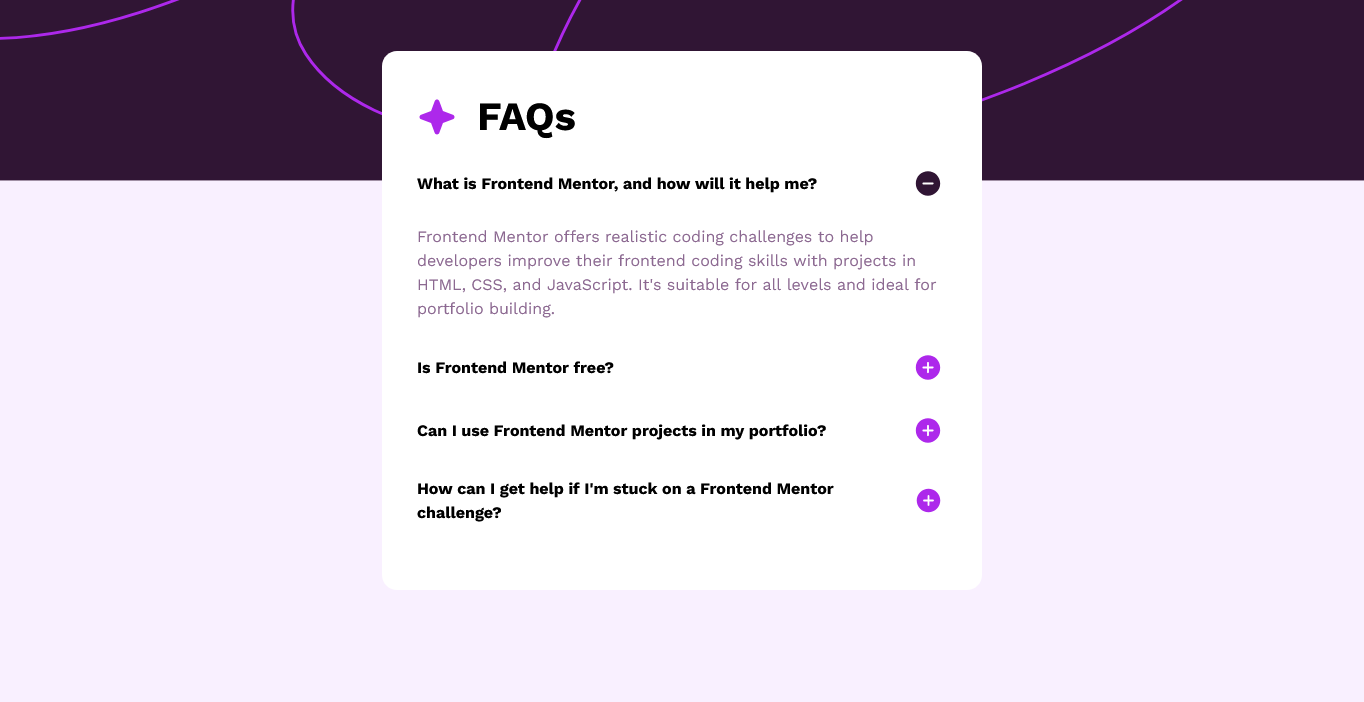 FAQs
What is Frontend Mentor, and how will it help me?
Frontend Mentor offers realistic coding challenges to help
developers improve their frontend coding skills with projects in
HTML, CSS, and JavaScript. It's suitable for all levels and ideal for
portfolio building.
Is Frontend Mentor free?
Can I use Frontend Mentor projects in my portfolio?
How can I get help if I'm stuck on a Frontend Mentor
challenge?